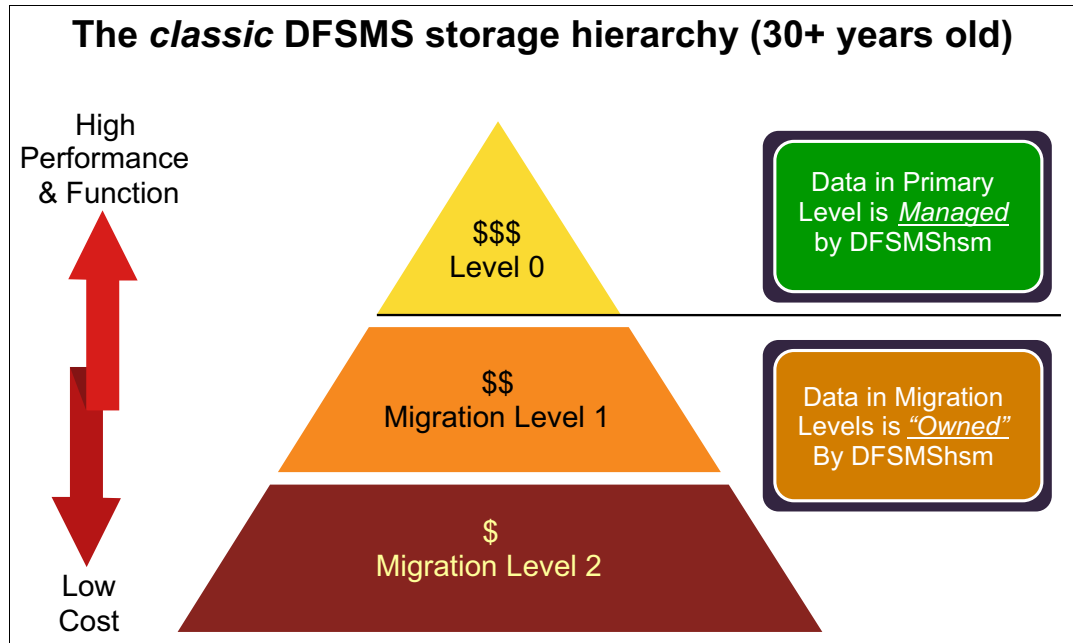 The classic DFSMS storage hierarchy (30+ years old)
High
Performance
& Function
$$$
Level 0
Data in Primary
Level is Managed
by DFSMShsm
$$
Migration Level 1
Data in Migration
Levels is “Owned”
By DFSMShsm
$
Migration Level 2
Low
Cost